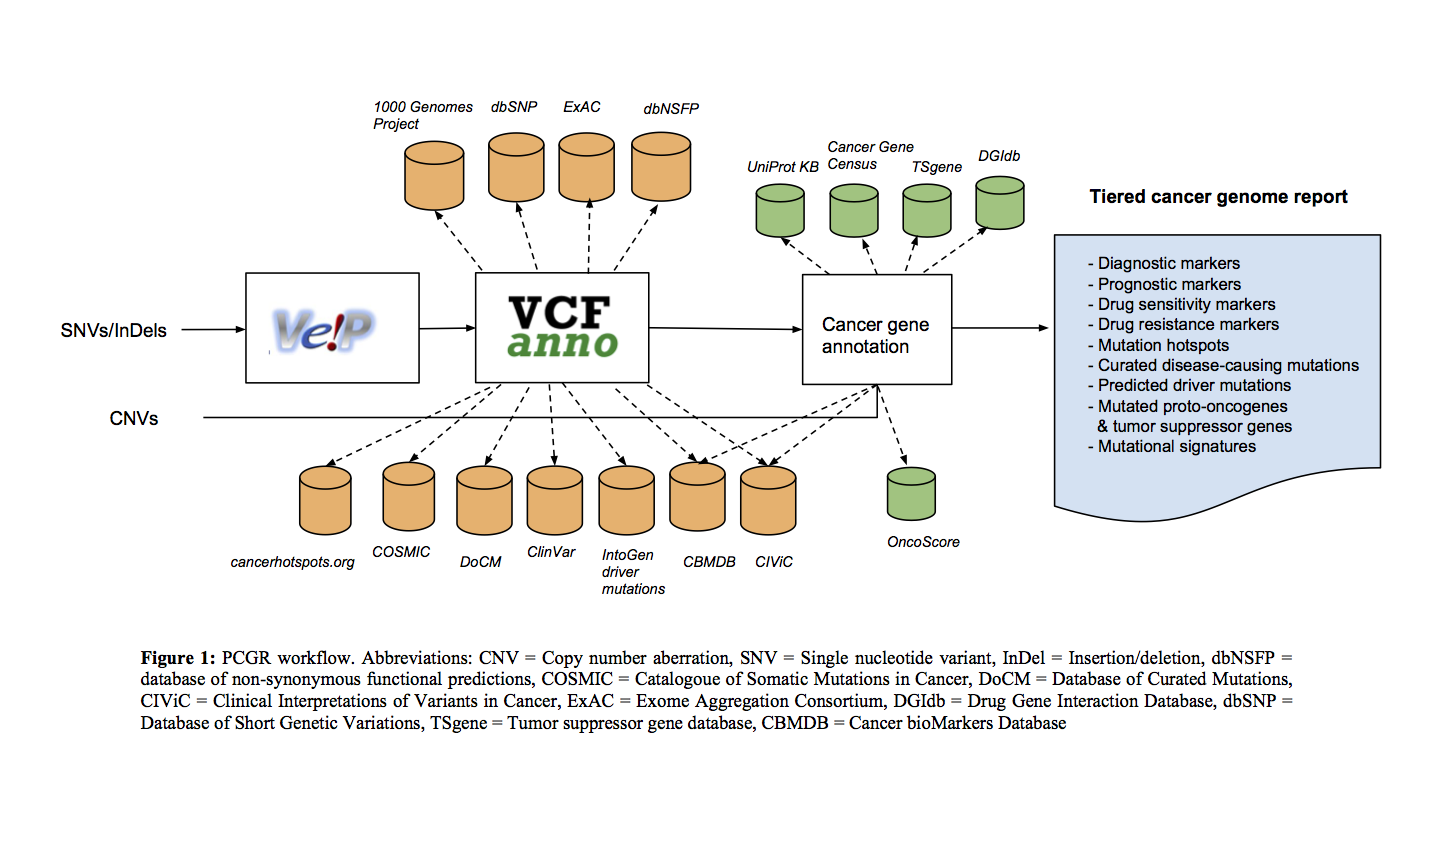 1000 Genomes
Project
dbSNP
ExAC
dbNSFP
UniProt KB
Cancer Gene
Census
TSgene
DGIdb
Tiered cancer genome report
SNVs/InDels
Ve!P
VCF
anno
Cancer gene
annotation
- Diagnostic markers
- Prognostic markers
- Drug sensitivity markers
- Drug resistance markers
- Mutation hotspots
- Curated disease-causing mutations
- Predicted driver mutations
- Mutated proto-oncogenes
& tumor suppressor genes
- Mutational signatures
CNVs
cancerhotspots.org
COSMIC
DoCM
ClinVar
IntoGen
driver
mutations
CBMDB
CIViC
OncoScore
Figure 1: PCGR workflow. Abbreviations: CNV = Copy number aberration, SNV = Single nucleotide variant, InDel = Insertion/deletion, dbNSFP =
database of non-synonymous functional predictions, COSMIC = Catalogoue of Somatic Mutations in Cancer, DoCM = Database of Curated Mutations,
CIViC = Clinical Interpretations of Variants in Cancer, ExAC = Exome Aggregation Consortium, DGIdb = Drug Gene Interaction Database, dbSNP =
Database of Short Genetic Variations, TSgene = Tumor suppressor gene database, CBMDB = Cancer bioMarkers Database